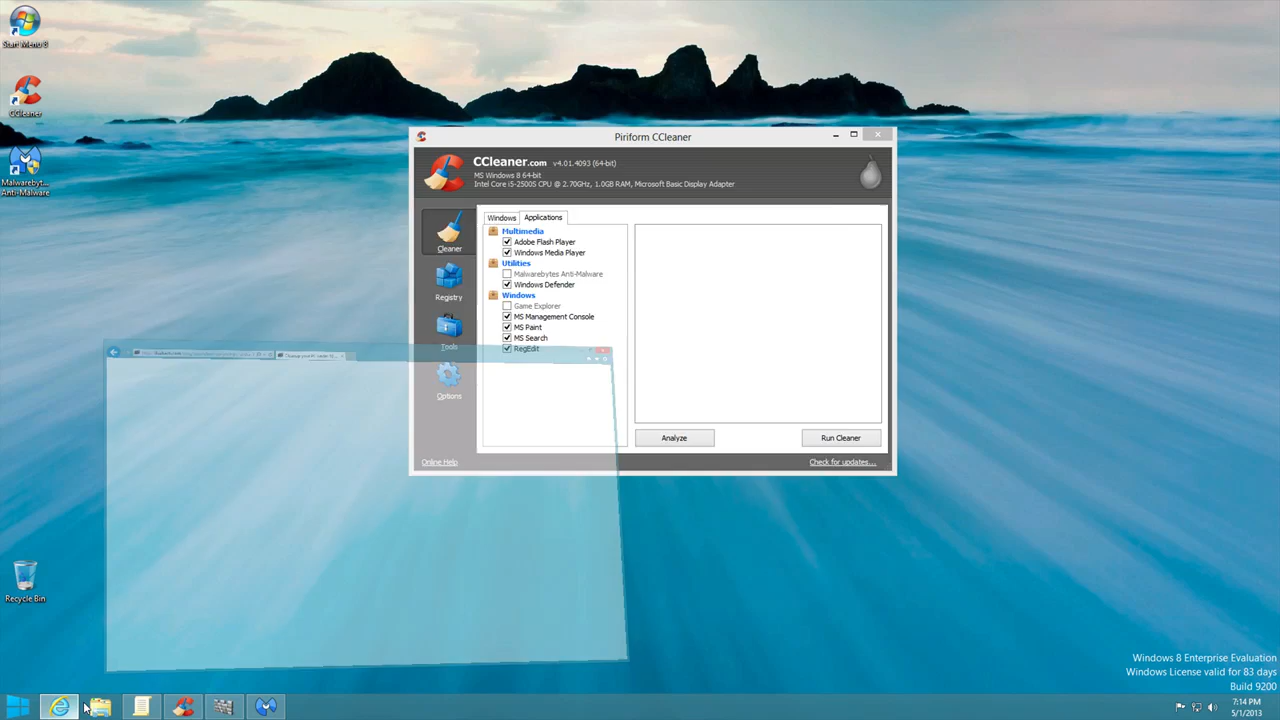 Start Menu 8
CCleaner
Malwarebyt...
Anti-Malware
Piriform CCleaner
CCleaner.com v4.01.4093 (64-bit)
MS Windows 8 64-bit
Intel Core i5-2500S CPU @ 2.70GHz, 1.0GB RAM, Microsoft Basic Display Adapter
Windows Applications
Cleaner
Registry
Tools
Options
Multimedia
Adobe Flash Player
Windows Media Player
Utilities
Malwarebytes Anti-Malware
Windows Defender
Windows
Game Explorer
MS Management Console
MS Paint
MS Search
RegEdit
Analyze
Run Cleaner
Online Help
Check for updates...
Recycle Bin
Windows 8 Enterprise Evaluation
Windows License valid for 83 days
Build 9200
7:14 PM
5/1/2013